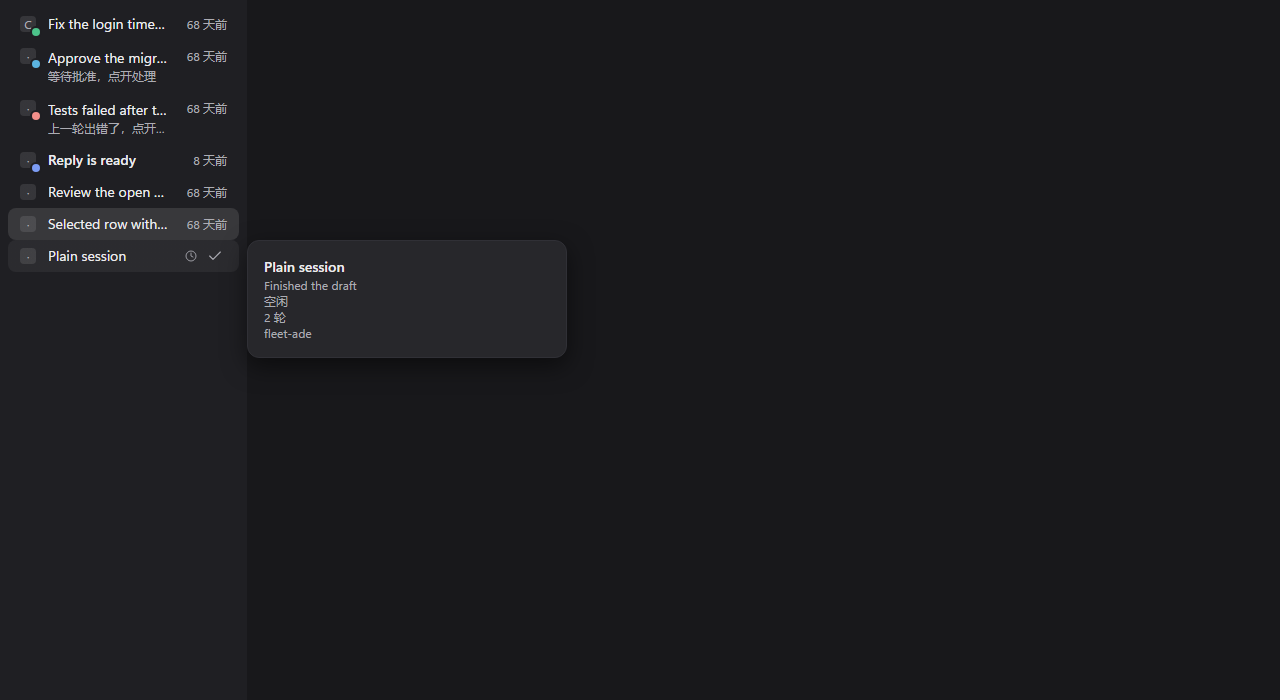 C Fix the login time... 68 天前
· Approve the migr... 68 天前
等待批准，点开处理
· Tests failed after t... 68 天前
上一轮出错了，点开...
· Reply is ready 8 天前
· Review the open ... 68 天前
· Selected row with... 68 天前
· Plain session
Plain session
Finished the draft
空闲
2 轮
fleet-ade